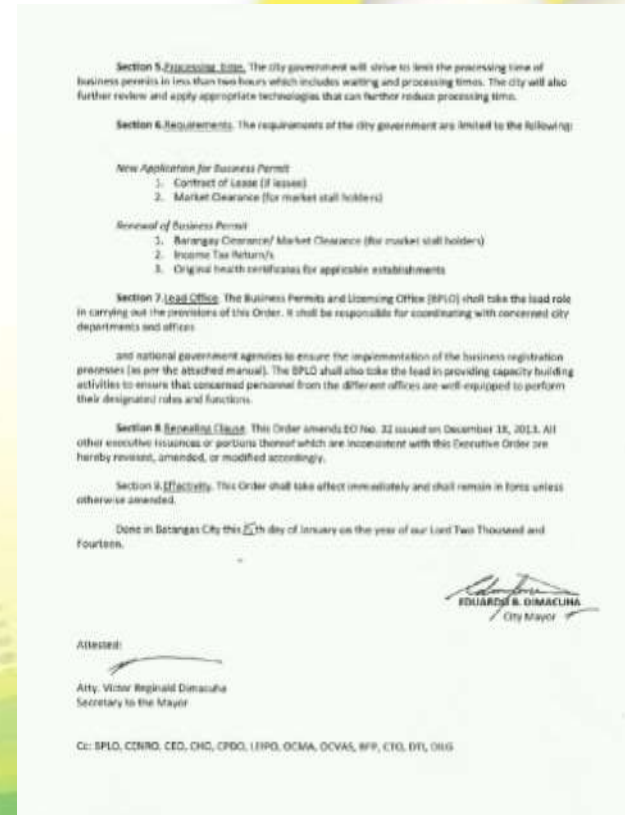 Section 5.Processing time. The city government will strive to limit the processing time of
business permits in less than two hours which includes waiting and processing times. The city will also
further review and apply appropriate technologies that can further reduce processing time.
Section 6.Requirements. The requirements of the city government are limited to the following:
New Application for Business Permit
1. Contract of Lease (if lessee)
2. Market Clearance (for market stall holders)
Renewal of Business Permit
1. Barangay Clearance/ Market Clearance (for market stall holders)
2. Income Tax Return/s
3. Original health certificates for applicable establishments
Section 7.Lead Office. The Business Permits and Licensing Office (BPLO) shall take the lead role
in carrying out the provisions of this Order. It shall be responsible for coordinating with concerned city
departments and offices
and national government agencies to ensure the implementation of the business registration
processes (as per the attached manual). The BPLO shall also take the lead in providing capacity building
activities to ensure that concerned personnel from the different offices are well-equipped to perform
their designated roles and functions.
Section 8.Repealing Clause. This Order amends EO No. 32 issued on December 18, 2013. All
other executive issuances or portions thereof which are inconsistent with this Executive Order are
hereby revised, amended, or modified accordingly.
Section 9.Effectivity. This Order shall take effect immediately and shall remain in force unless
otherwise amended.
Done in Batangas City this day of January on the year of our Lord Two Thousand and
Fourteen.
EDUARDO B. DIMACUHA
City Mayor
Attested:
Atty. Victor Reginald Dimacuha
Secretary to the Mayor
Cc: BPLO, CENRO, CEO, CHO, CPDO, OCMA, OCVAS, BFP, CTO, DTI, DILG